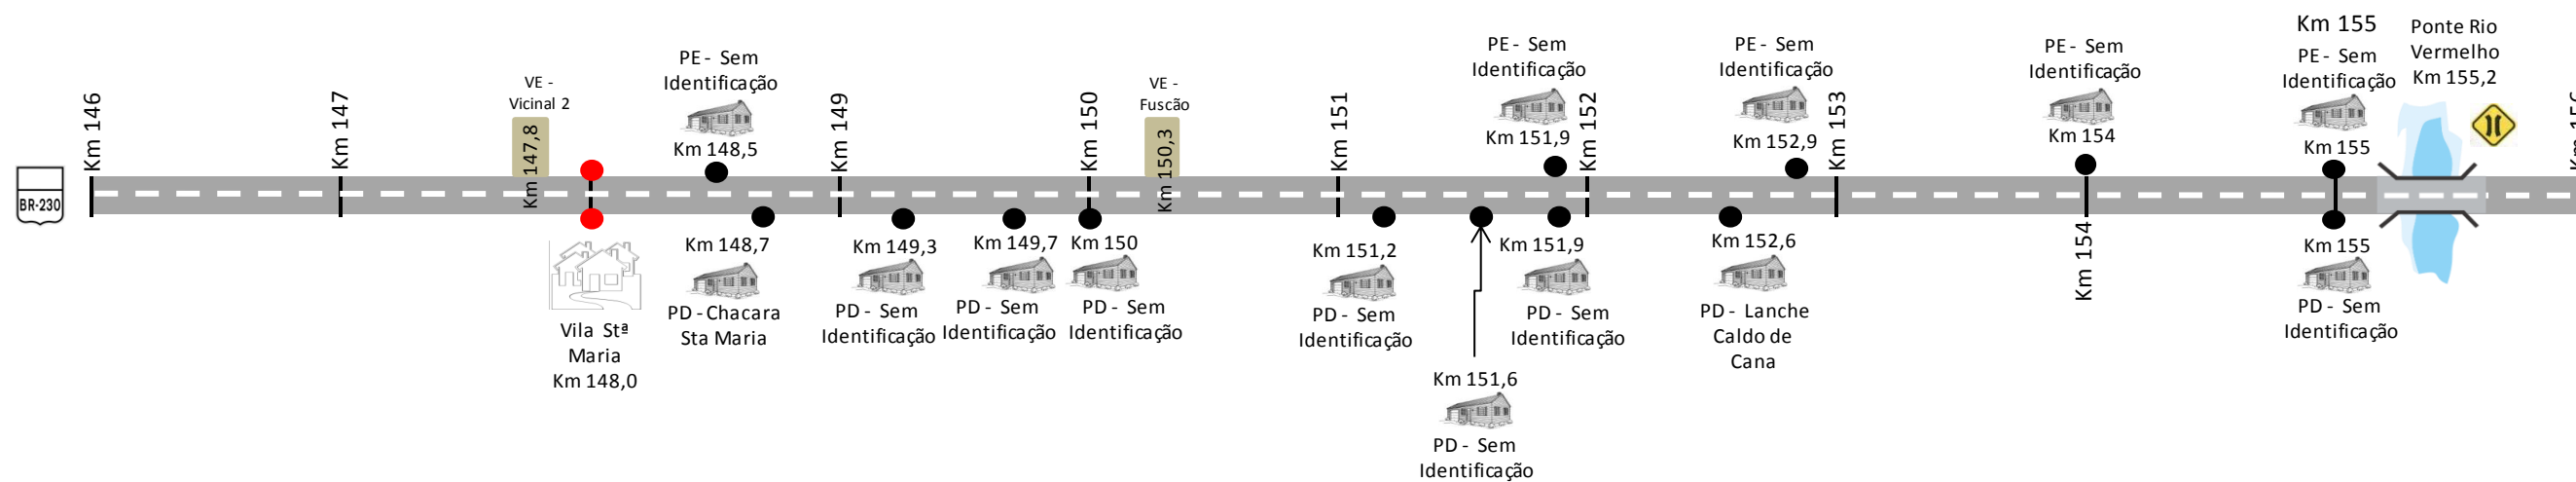 BR-230
Km 146
Km 147
VE -
Vicinal 2
Km 147,8
Vila Stª
Maria
Km 148,0
PE - Sem
Identificação
Km 148,5
Km 148,7
PD - Chacara
Sta Maria
Km 149
Km 149,3
PD - Sem
Identificação
Km 149,7
PD - Sem
Identificação
Km 150
Km 150
PD - Sem
Identificação
VE -
Fuscão
Km 150,3
Km 151
Km 151,2
PD - Sem
Identificação
Km 151,6
PD - Sem
Identificação
PE - Sem
Identificação
Km 151,9
Km 151,9
PD - Sem
Identificação
Km 152
Km 152,6
PD - Lanche
Caldo de
Cana
PE - Sem
Identificação
Km 152,9
Km 153
PE - Sem
Identificação
Km 154
Km 154
Km 155
PE - Sem
Identificação
Km 155
Km 155
PD - Sem
Identificação
Ponte Rio
Vermelho
Km 155,2